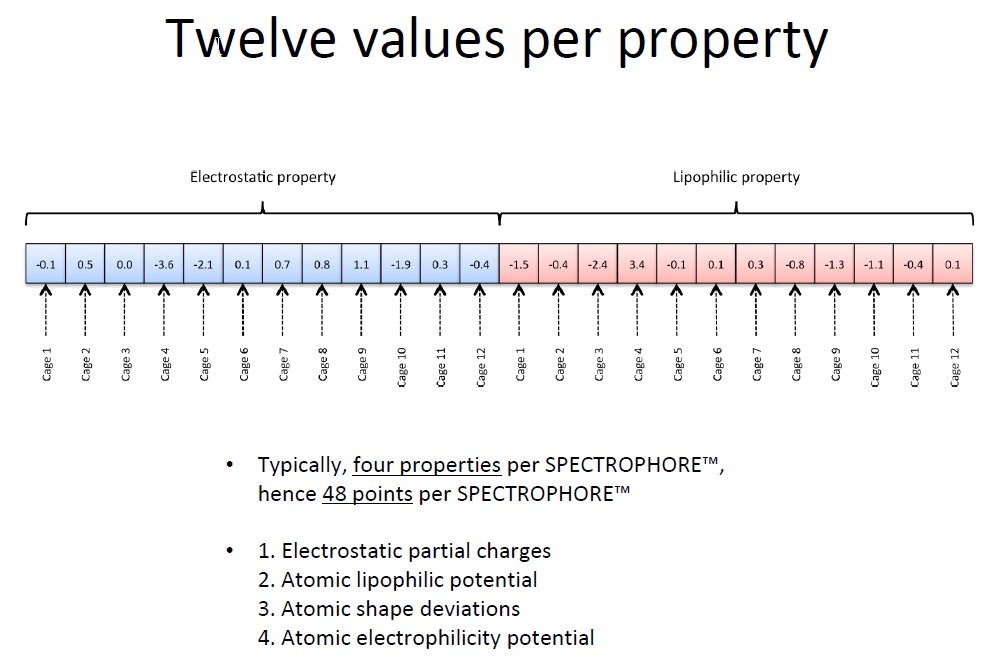 Twelve values per property
Electrostatic property Lipophilic property
-0.1 0.5 0.0 -3.6 -2.1 0.1 0.7 0.8 1.1 -1.9 0.3 -0.4 -1.5 -0.4 -2.4 3.4 -0.1 0.1 0.3 -0.8 -1.3 -1.1 -0.4 0.1
Cage 1 Cage 2 Cage 3 Cage 4 Cage 5 Cage 6 Cage 7 Cage 8 Cage 9 Cage 10 Cage 11 Cage 12 Cage 1 Cage 2 Cage 3 Cage 4 Cage 5 Cage 6 Cage 7 Cage 8 Cage 9 Cage 10 Cage 11 Cage 12
• Typically, four properties per SPECTROPHORE™,
hence 48 points per SPECTROPHORE™
• 1. Electrostatic partial charges
2. Atomic lipophilic potential
3. Atomic shape deviations
4. Atomic electrophilicity potential